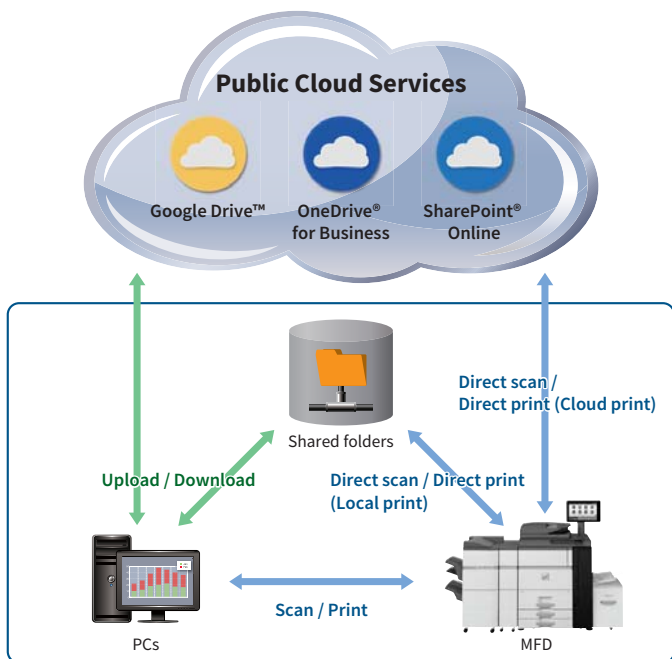 Public Cloud Services
Google Drive™
OneDrive®
for Business
SharePoint®
Online
Direct scan /
Direct print (Cloud print)
Shared folders
Upload / Download
Direct scan / Direct print
(Local print)
Scan / Print
PCs
MFD